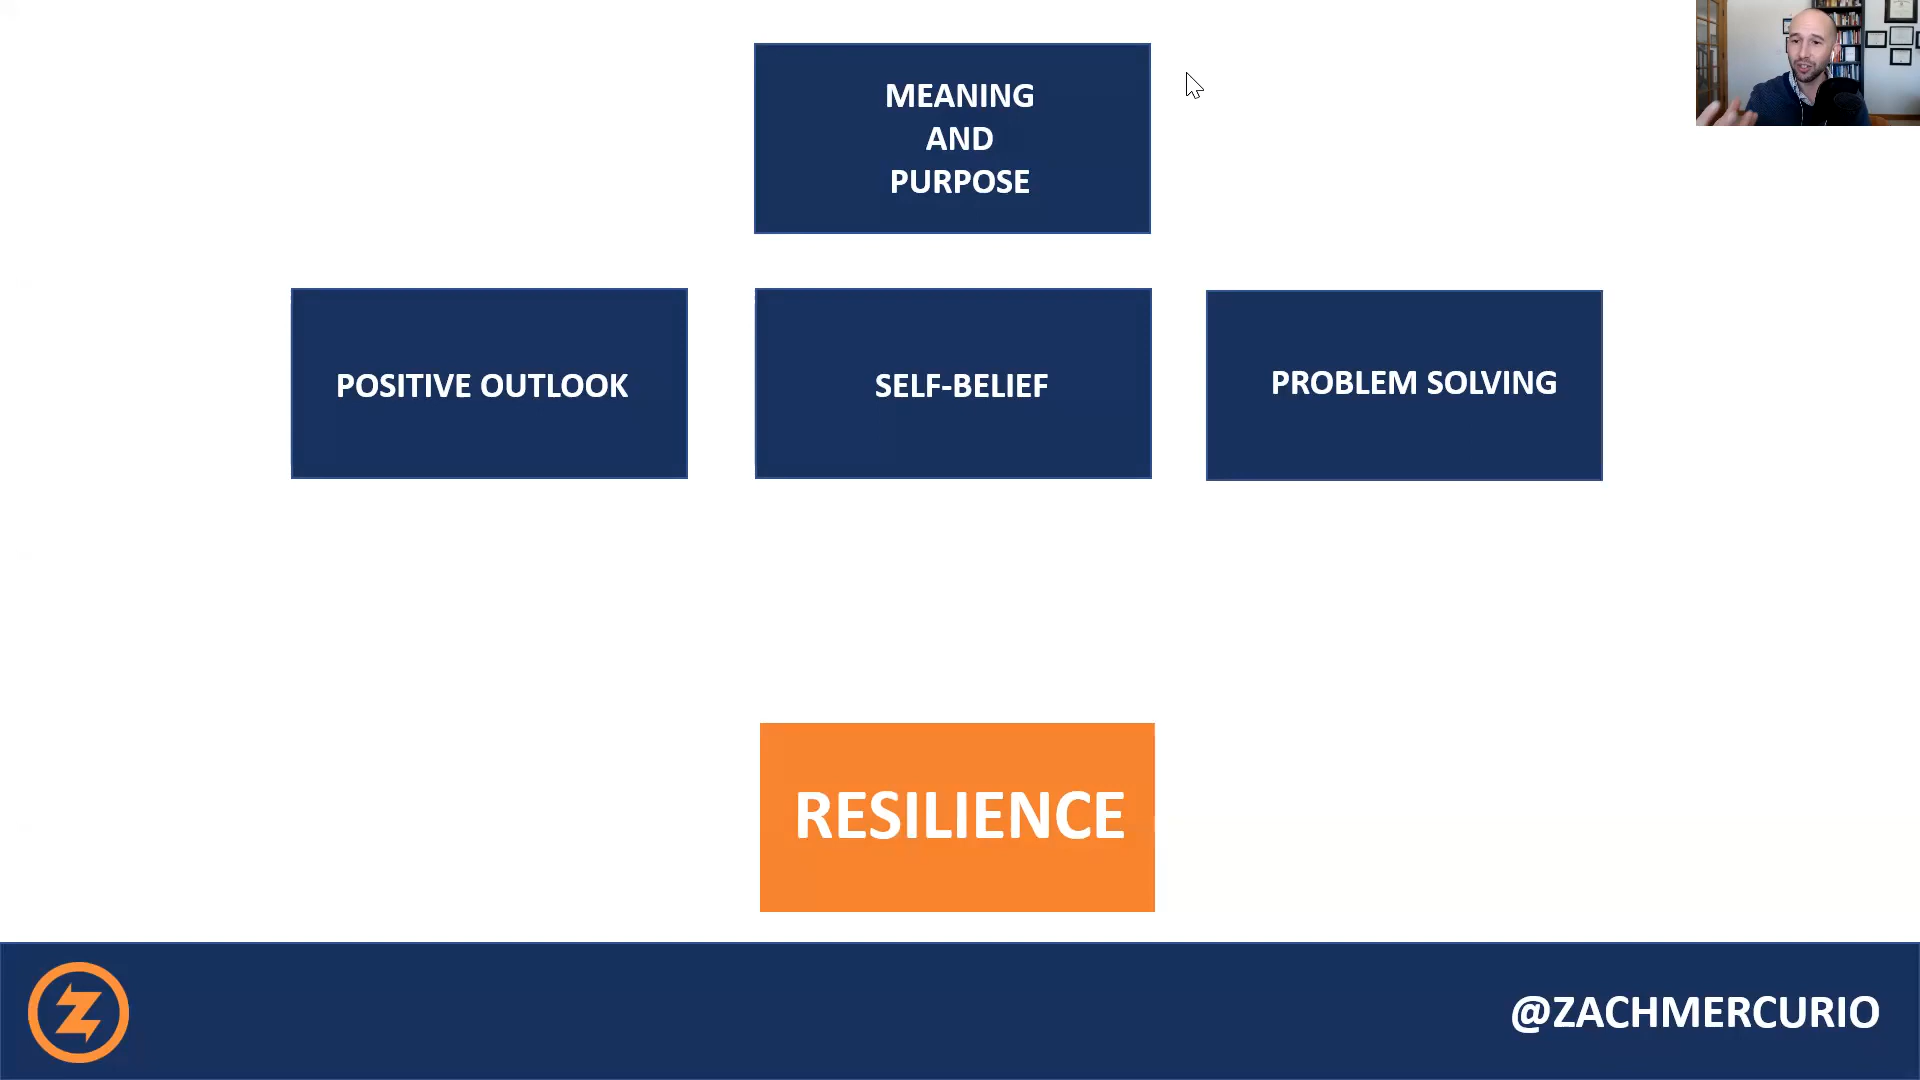 MEANING
AND
PURPOSE
POSITIVE OUTLOOK
SELF-BELIEF
PROBLEM SOLVING
RESILIENCE
@ZACHMERCURIO